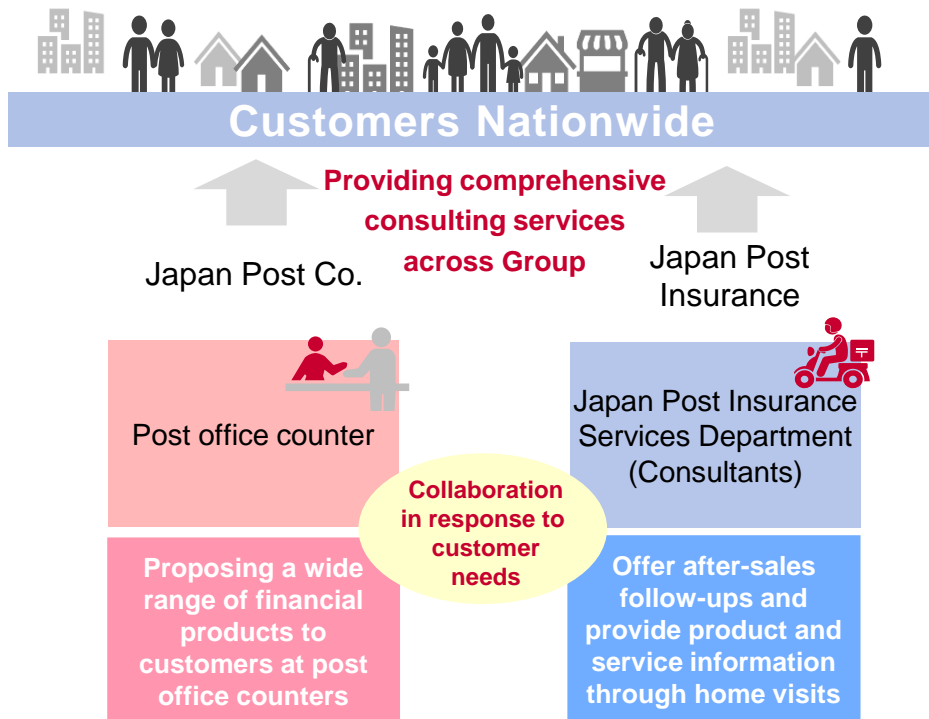 Customers Nationwide
Providing comprehensive
consulting services
across Group
Japan Post Co.
Japan Post
Insurance
Post office counter
Japan Post Insurance
Services Department
(Consultants)
Collaboration
in response to
customer
needs
Proposing a wide
range of financial
products to
customers at post
office counters
Offer after-sales
follow-ups and
provide product and
service information
through home visits
〒